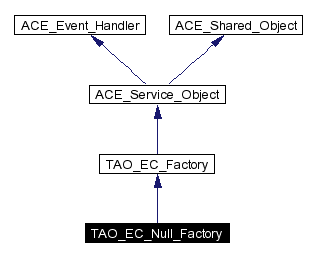 ACE_Event_Handler
ACE_Shared_Object
ACE_Service_Object
TAO_EC_Factory
TAO_EC_Null_Factory